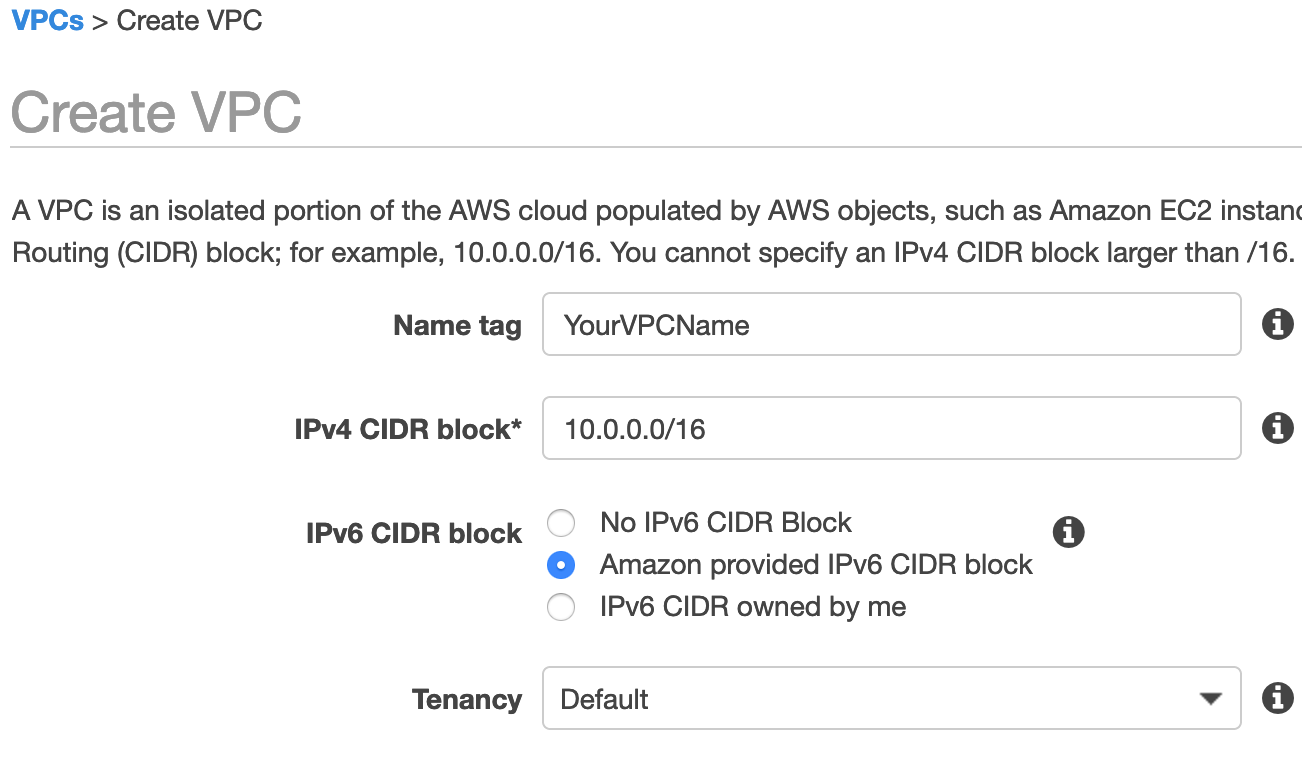 VPCs > Create VPC
Create VPC
A VPC is an isolated portion of the AWS cloud populated by AWS objects, such as Amazon EC2
Routing (CIDR) block; for example, 10.0.0.0/16. You cannot specify an IPv4 CIDR block larger than /16.
Name tag YourVPCName
IPv4 CIDR block* 10.0.0.0/16
No IPv6 CIDR Block
IPv6 CIDR block
Amazon provided IPv6 CIDR block
IPv6 CIDR owned by me
Tenancy Default